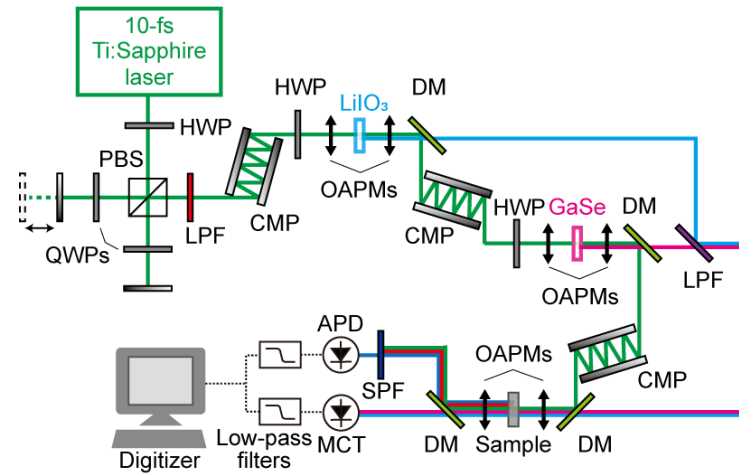 10-fs
Ti:Sapphire
laser
HWP
PBS
QWPs
LPF
CMP
HWP
LiIO₃
OAPMs
DM
CMP
HWP
GaSe
OAPMs
DM
LPF
CMP
APD
SPF
OAPMs
DM
Sample
DM
MCT
Low-pass
filters
Digitizer